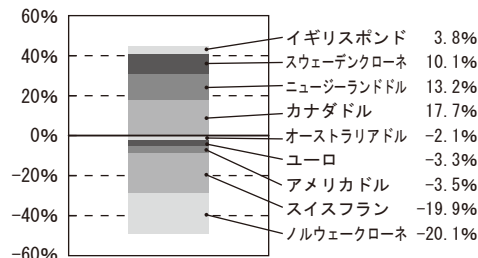 60%
40%
20%
0%
-20%
-40%
-60%
イギリスポンド 3.8%
スウェーデンクローネ 10.1%
ニュージーランドドル 13.2%
カナダドル 17.7%
オーストラリアドル -2.1%
ユーロ -3.3%
アメリカドル -3.5%
スイスフラン -19.9%
ノルウェークローネ -20.1%